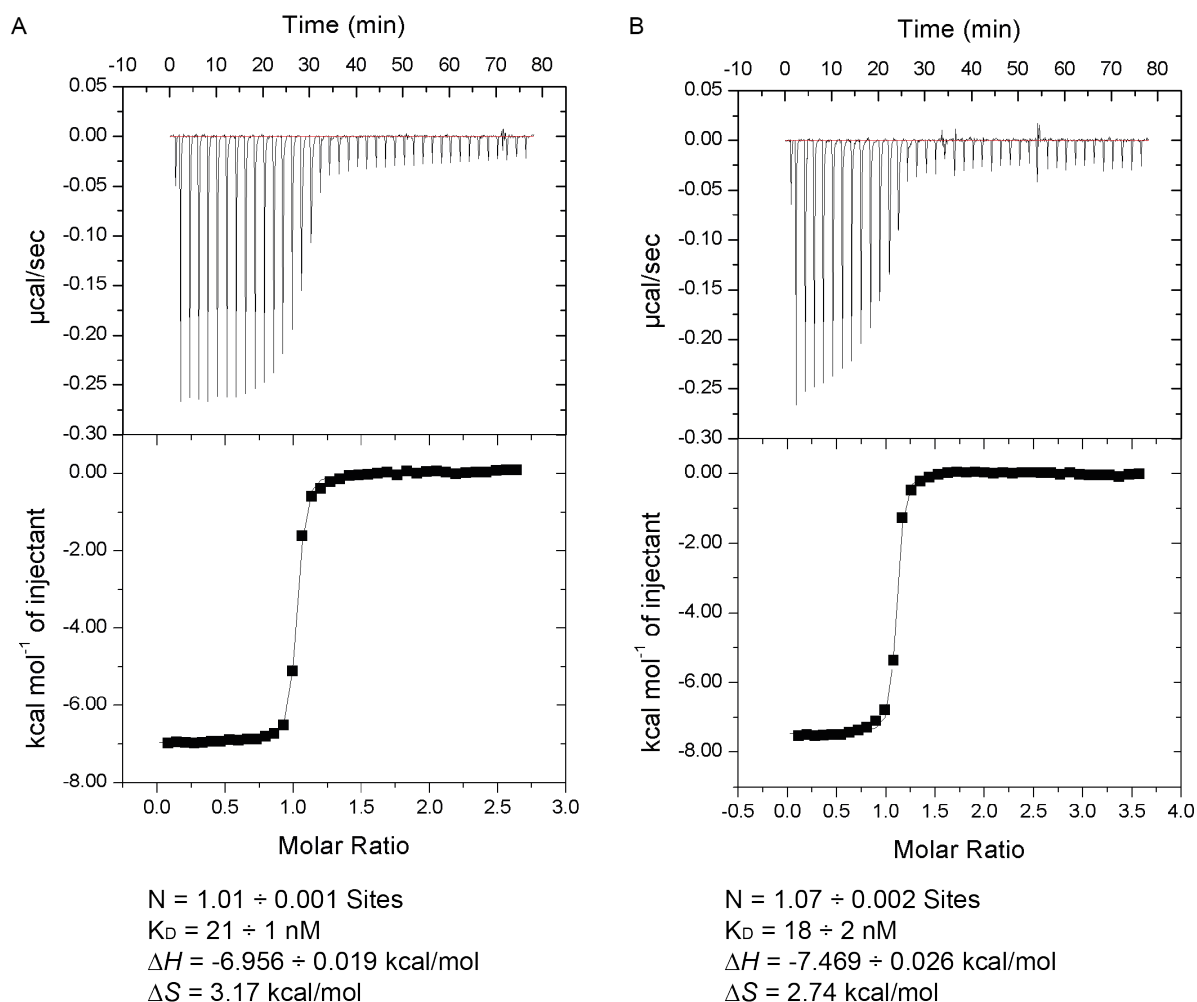 A
Time (min)
-10 0 10 20 30 40 50 60 70 80
0.05
0.00
-0.05
-0.10
-0.15
-0.20
-0.25
-0.30
µcal/sec
0.00
-2.00
-4.00
-6.00
-8.00
kcal mol⁻¹ of injectant
0.0 0.5 1.0 1.5 2.0 2.5 3.0
Molar Ratio
N = 1.01 ÷ 0.001 Sites
KD = 21 ÷ 1 nM
ΔH = -6.956 ÷ 0.019 kcal/mol
ΔS = 3.17 kcal/mol
B
Time (min)
-10 0 10 20 30 40 50 60 70 80
0.05
0.00
-0.05
-0.10
-0.15
-0.20
-0.25
-0.30
µcal/sec
0.00
-2.00
-4.00
-6.00
-8.00
kcal mol⁻¹ of injectant
-0.5 0.0 0.5 1.0 1.5 2.0 2.5 3.0 3.5 4.0
Molar Ratio
N = 1.07 ÷ 0.002 Sites
KD = 18 ÷ 2 nM
ΔH = -7.469 ÷ 0.026 kcal/mol
ΔS = 2.74 kcal/mol